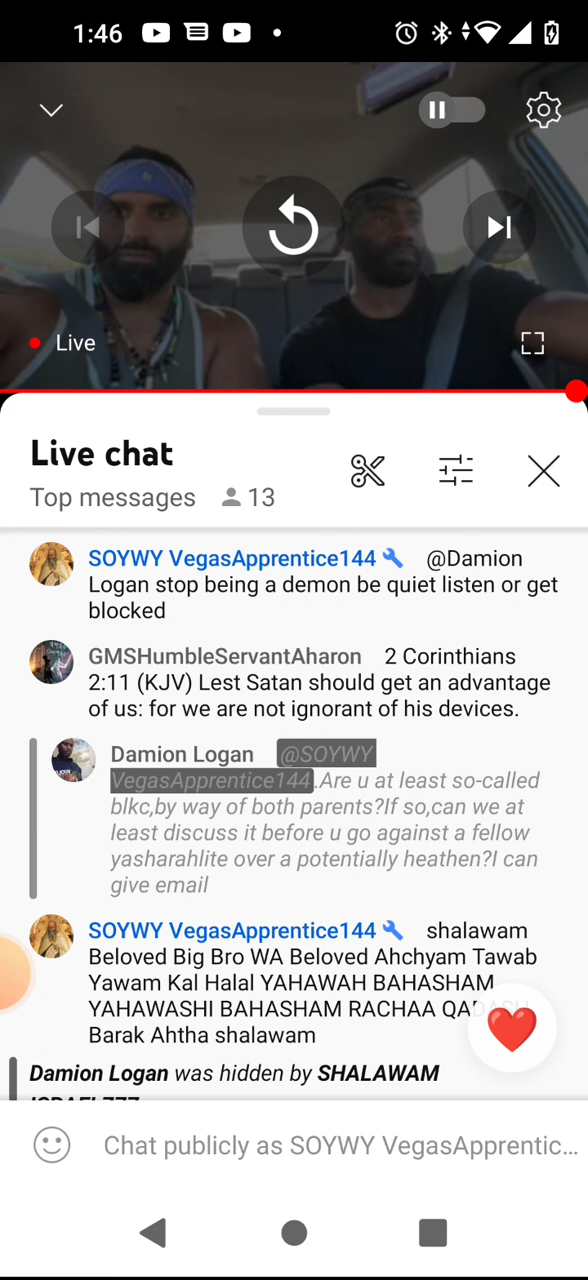 1:46
Live
Live chat
Top messages 13
SOYWY VegasApprentice144 @Damion
Logan stop being a demon be quiet listen or get
blocked
GMSHumbleServantAharon 2 Corinthians
2:11 (KJV) Lest Satan should get an advantage
of us: for we are not ignorant of his devices.
Damion Logan @SOYWY
VegasApprentice144.Are u at least so-called
blkc,by way of both parents?If so,can we at
least discuss it before u go against a fellow
yasharahlite over a potentially heathen?I can
give email
SOYWY VegasApprentice144 shalawam
Beloved Big Bro WA Beloved Ahchyam Tawab
Yawam Kal Halal YAHAWAH BAHASHAM
YAHAWASHI BAHASHAM RACHAA QADASH
Barak Ahtha shalawam
Damion Logan was hidden by SHALAWAM
Chat publicly as SOYWY VegasApprentic...